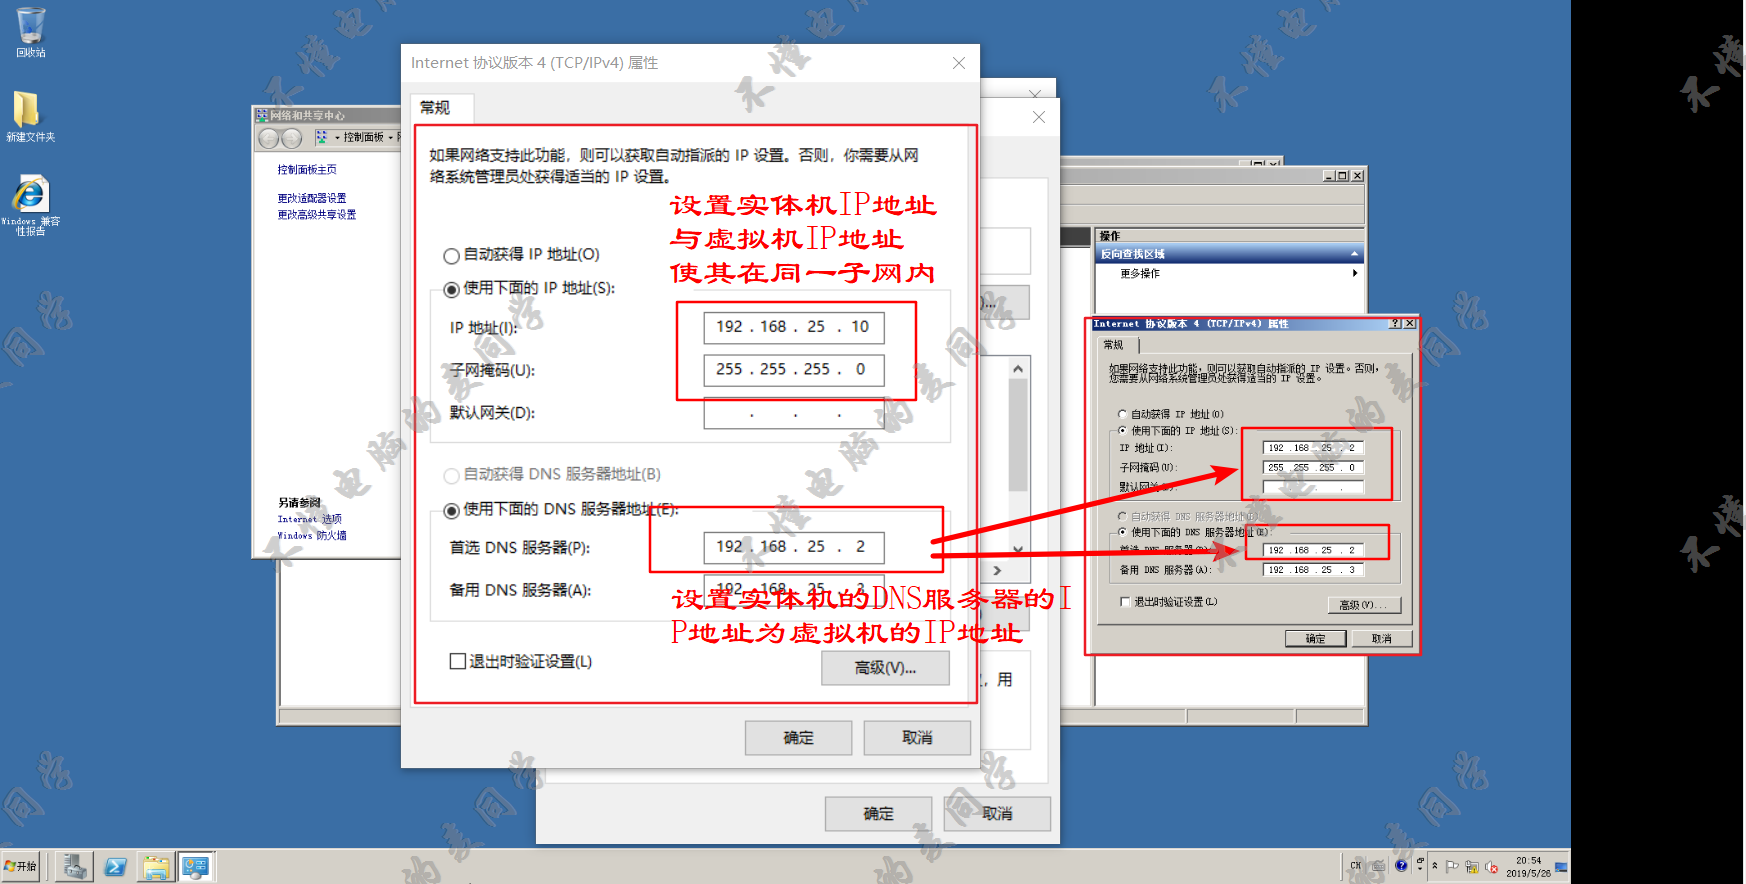 回收站
新建文件夹
Windows 兼容
性报告
网络和共享中心
控制面板
控制面板主页
更改适配器设置
更改高级共享设置
另请参阅
Internet 选项
Windows 防火墙
Internet 协议版本 4 (TCP/IPv4) 属性
常规
如果网络支持此功能，则可以获取自动指派的 IP 设置。否则，你需要从网
络系统管理员处获得适当的 IP 设置。
设置实体机IP地址
与虚拟机IP地址
使其在同一子网内
自动获得 IP 地址(O)
使用下面的 IP 地址(S):
IP 地址(I):
192 . 168 . 25 . 10
子网掩码(U):
255 . 255 . 255 . 0
默认网关(D):
. . .
自动获得 DNS 服务器地址(B)
使用下面的 DNS 服务器地址(E):
首选 DNS 服务器(P):
192 . 168 . 25 . 2
备用 DNS 服务器(A):
192 . 168 . 25 . 3
设置实体机的DNS服务器的I
P地址为虚拟机的IP地址
退出时验证设置(L)
高级(V)...
确定
取消
，用
确定
取消
操作
反向查找区域
更多操作
Internet 协议版本 4 (TCP/IPv4) 属性
常规
如果网络支持此功能，则可以获取自动指派的 IP 设置。否则，
您需要从网络系统管理员处获得适当的 IP 设置。
自动获得 IP 地址(O)
使用下面的 IP 地址(S):
IP 地址(I):
192 .168 . 25 . 2
子网掩码(U):
255 .255 .255 . 0
默认网关
. . .
自动获得 DNS 服务器地址(B)
使用下面的 DNS 服务器地址(E):
首选 DNS 服务器(P):
192 .168 . 25 . 2
备用 DNS 服务器(A):
192 .168 . 25 . 3
退出时验证设置(L)
高级(V)...
确定
取消
开始
CH
20:54
2019/5/26
不懂电脑的麦同学